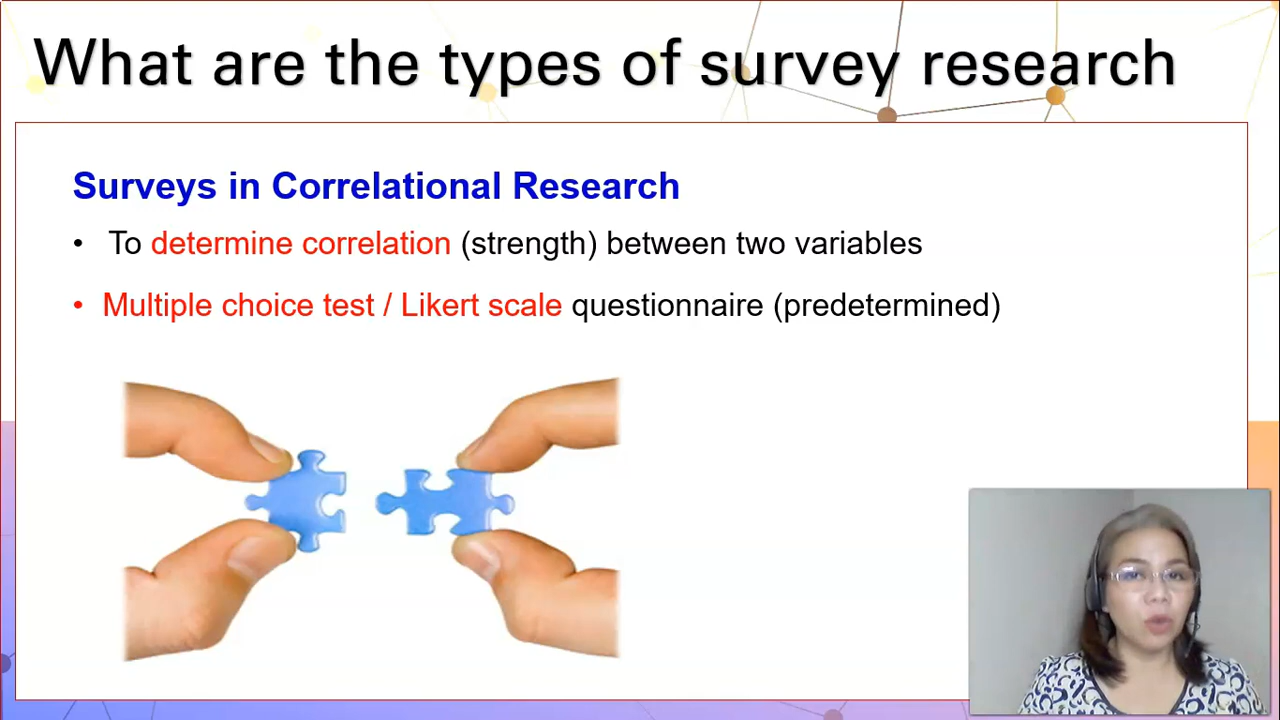 What are the types of survey research
Surveys in Correlational Research
• To determine correlation (strength) between two variables
• Multiple choice test / Likert scale questionnaire (predetermined)